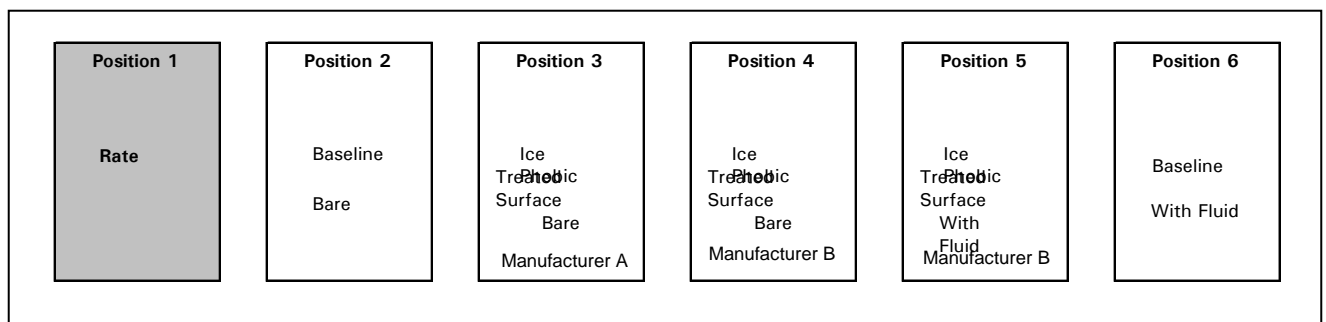 Position 1
Rate
Position 2
Baseline
Bare
Position 3
Ice
Phobic
Treated
Surface
Bare
Manufacturer A
Position 4
Ice
Phobic
Treated
Surface
Bare
Manufacturer B
Position 5
Ice
Phobic
Treated
Surface
With
Fluid
Manufacturer B
Position 6
Baseline
With Fluid